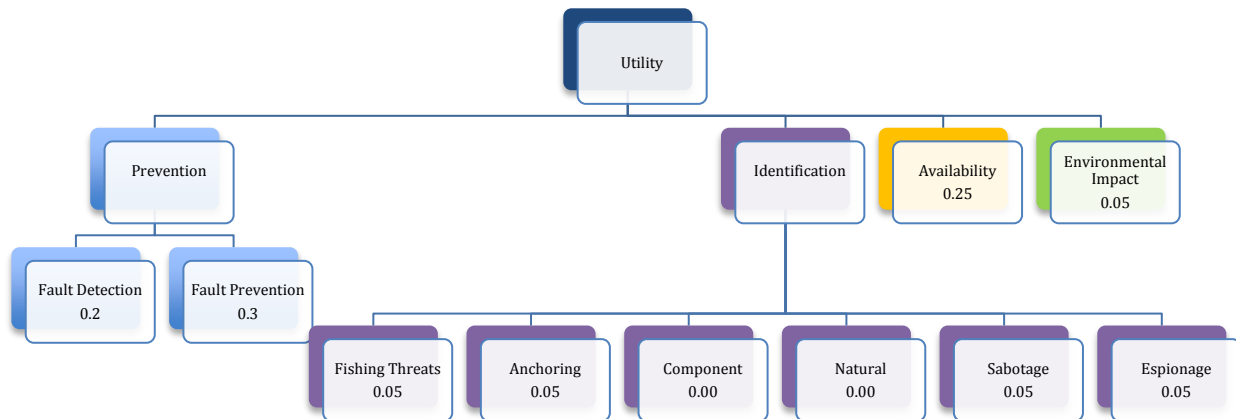 Utility
Prevention
Identification
Availability
0.25
Environmental
Impact
0.05
Fault Detection
0.2
Fault Prevention
0.3
Fishing Threats
0.05
Anchoring
0.05
Component
0.00
Natural
0.00
Sabotage
0.05
Espionage
0.05